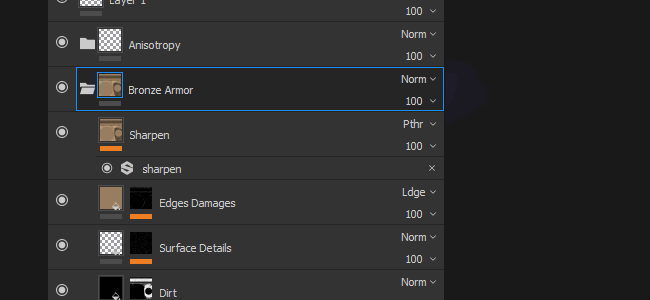 Layer 1
100
Anisotropy
Norm
100
Bronze Armor
Norm
100
Sharpen
Pthr
100
sharpen
Edges Damages
Ldge
100
Surface Details
Norm
100
Dirt
Norm